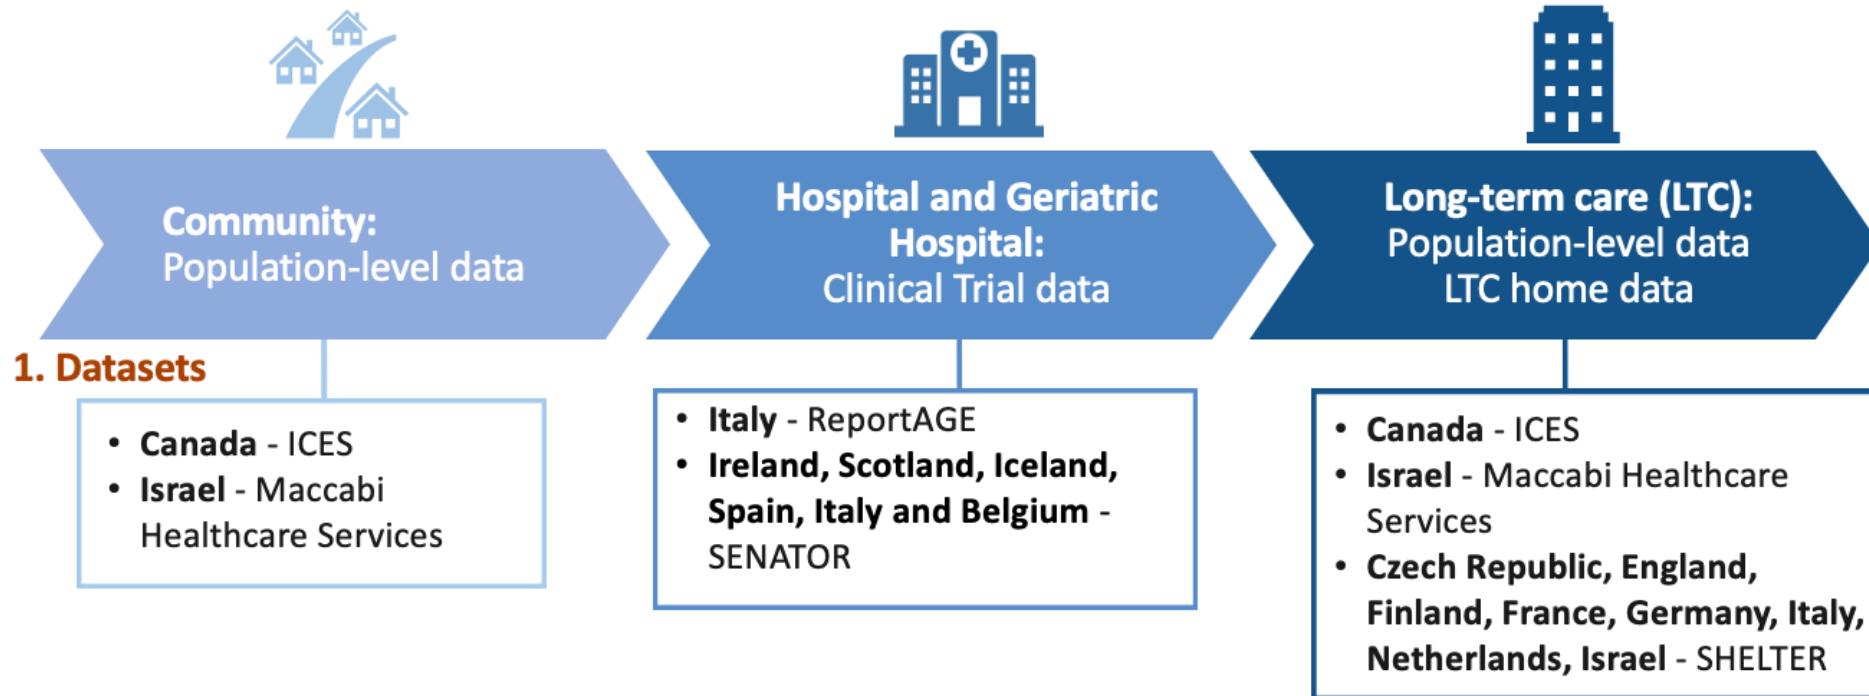 Community:
Population-level data
Hospital and Geriatric
Hospital:
Clinical Trial data
Long-term care (LTC):
Population-level data
LTC home data
1. Datasets
• Canada - ICES
• Israel - Maccabi
Healthcare Services
• Italy - ReportAGE
• Ireland, Scotland, Iceland,
Spain, Italy and Belgium -
SENATOR
• Canada - ICES
• Israel - Maccabi Healthcare
Services
• Czech Republic, England,
Finland, France, Germany, Italy,
Netherlands, Israel - SHELTER